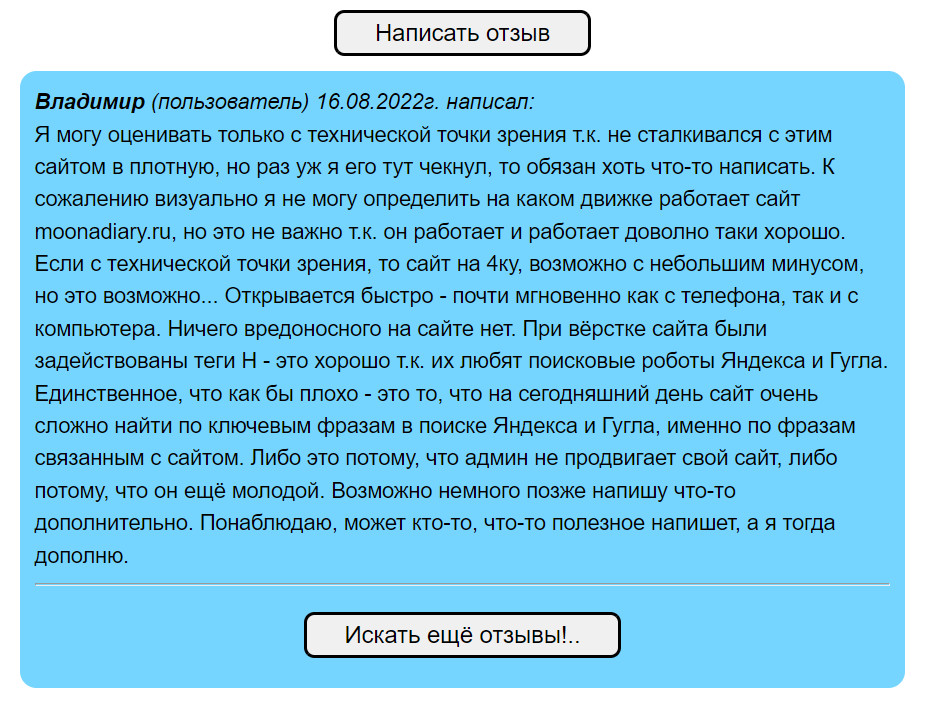 Написать отзыв
Владимир (пользователь) 16.08.2022г. написал:
Я могу оценивать только с технической точки зрения т.к. не сталкивался с этим
сайтом в плотную, но раз уж я его тут чекнул, то обязан хоть что-то написать. К
сожалению визуально я не могу определить на каком движке работает сайт
moonadiary.ru, но это не важно т.к. он работает и работает доволно таки хорошо.
Если с технической точки зрения, то сайт на 4ку, возможно с небольшим минусом,
но это возможно... Открывается быстро - почти мгновенно как с телефона, так и с
компьютера. Ничего вредоносного на сайте нет. При вёрстке сайта были
задействованы теги H - это хорошо т.к. их любят поисковые роботы Яндекса и Гугла.
Единственное, что как бы плохо - это то, что на сегодняшний день сайт очень
сложно найти по ключевым фразам в поиске Яндекса и Гугла, именно по фразам
связанным с сайтом. Либо это потому, что админ не продвигает свой сайт, либо
потому, что он ещё молодой. Возможно немного позже напишу что-то
дополнительно. Понаблюдаю, может кто-то, что-то полезное напишет, а я тогда
дополню.
Искать ещё отзывы!..